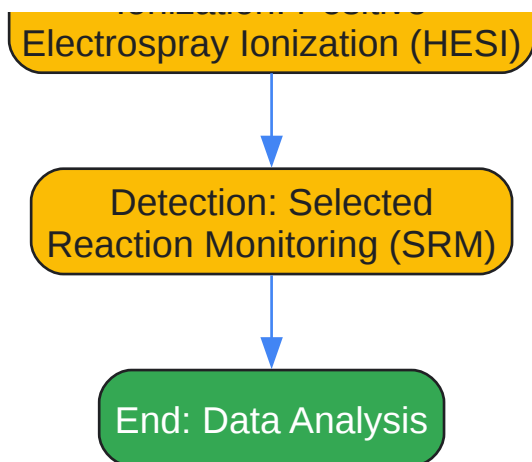 Electrospray Ionization (HESI)
Detection: Selected
Reaction Monitoring (SRM)
End: Data Analysis